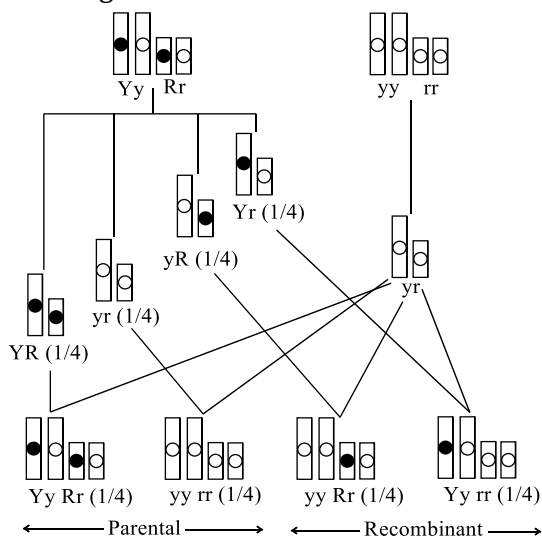 Yy Rr
yy rr
Yr (1/4)
yR (1/4)
yr
yr (1/4)
YR (1/4)
Yy Rr (1/4)
yy rr (1/4)
yy Rr (1/4)
Yy rr (1/4)
Parental
Recombinant